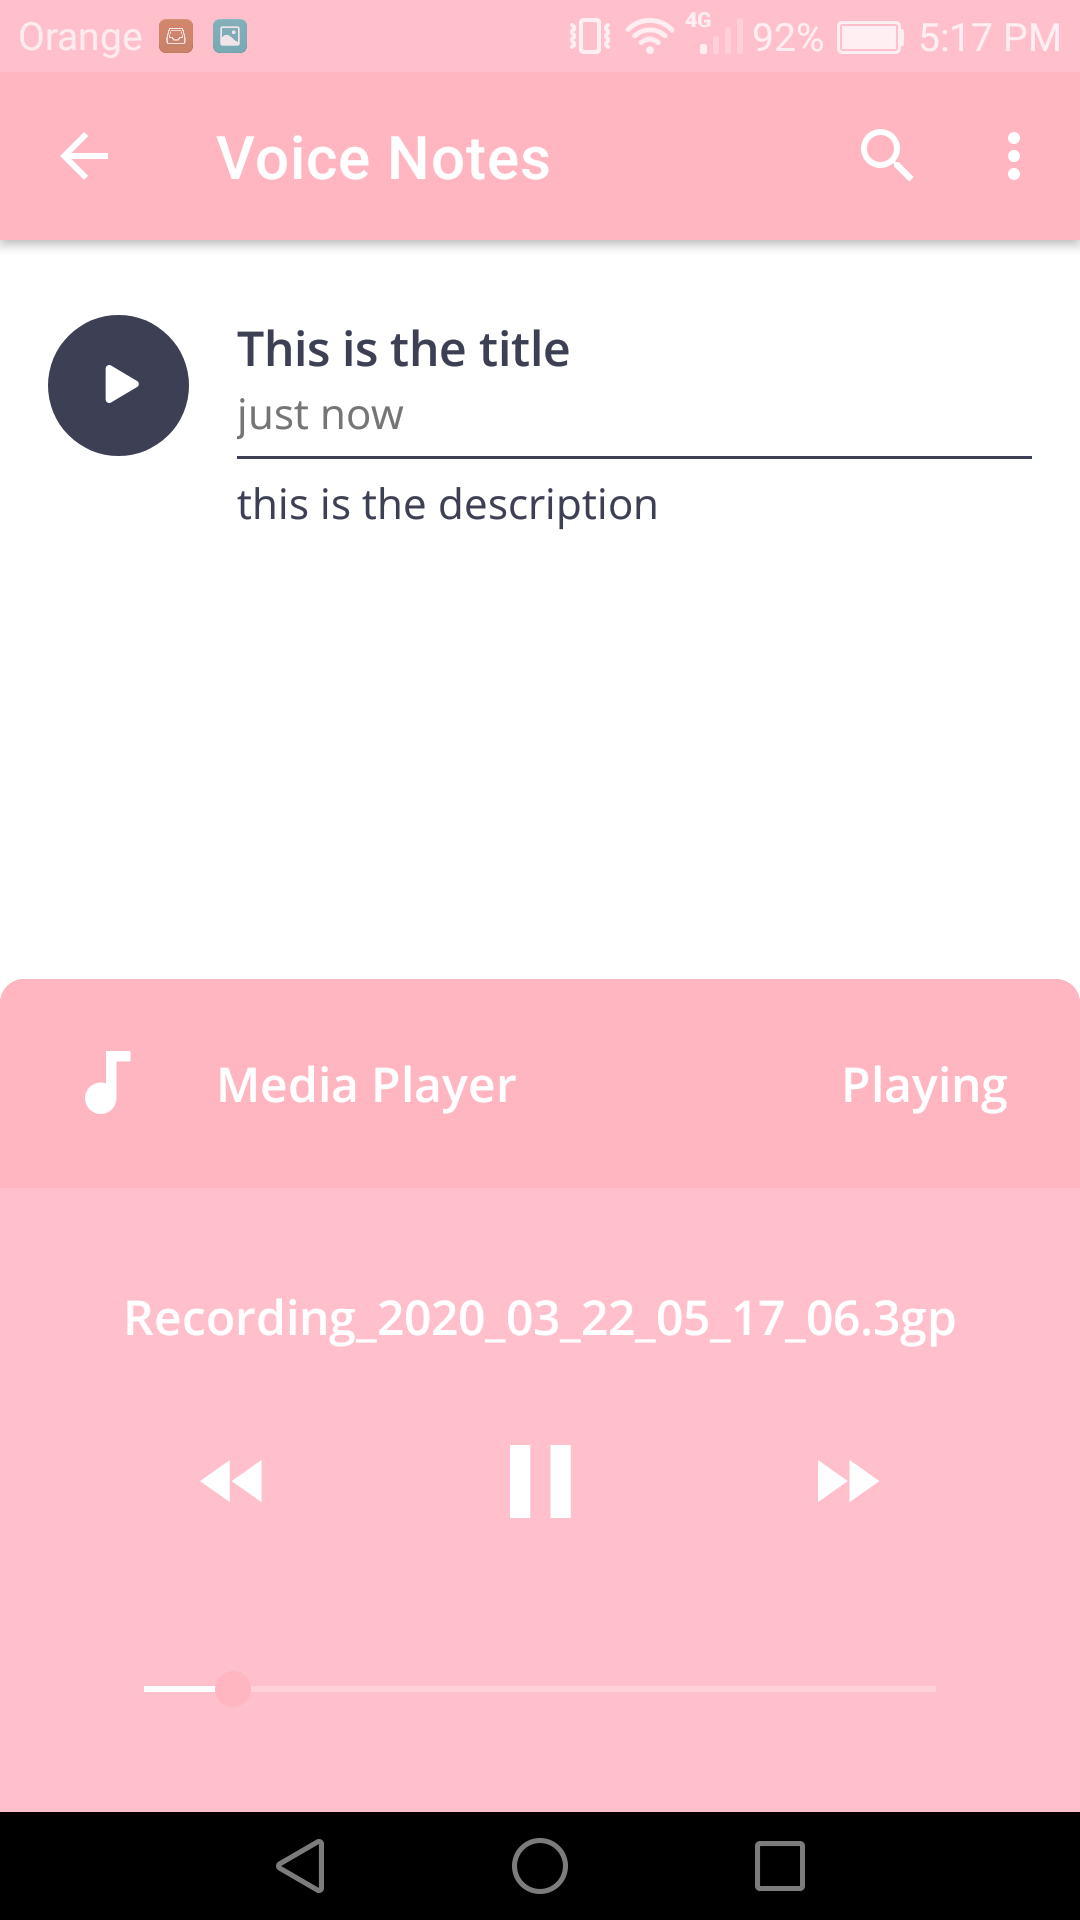 Orange 4G 92% 5:17 PM
Voice Notes
This is the title
just now
this is the description
Media Player Playing
Recording_2020_03_22_05_17_06.3gp